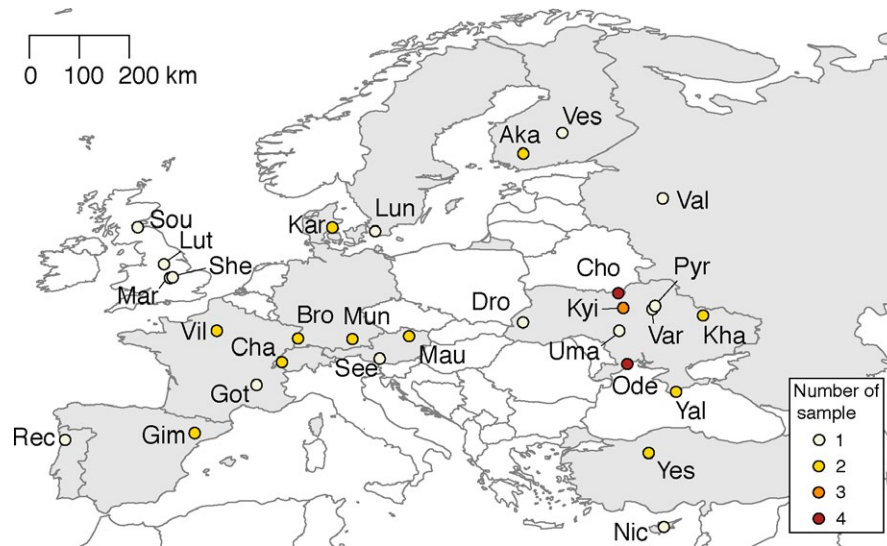 0 100 200 km
Ves
Aka
Val
Sou
Lun
Kar
Lut
She
Mar
Cho
Pyr
Dro
Kyi
Bro
Mun
Vil
Var
Kha
Cha
Uma
Mau
See
Ode
Got
Yal
Rec
Gim
Yes
Nic
Number of
sample
1
2
3
4